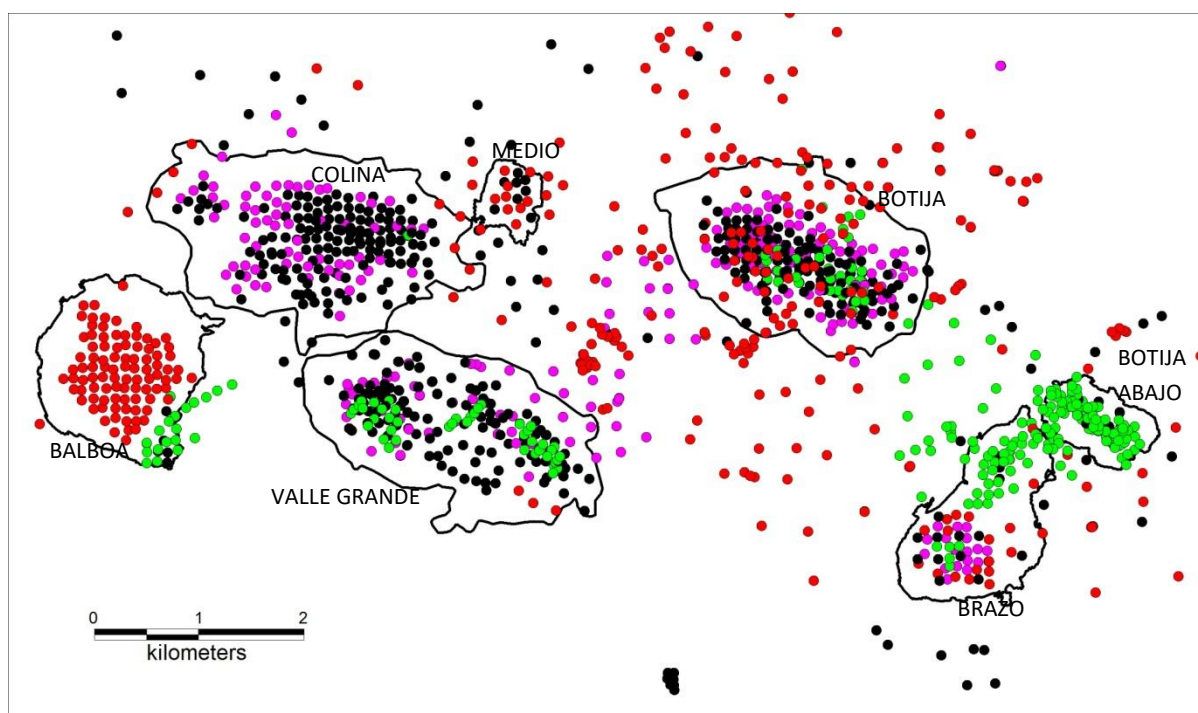 MEDIO
COLINA
BOTIJA
BOTIJA
ABAJO
BALBOA
VALLE GRANDE
BRAZO
0 1 2
kilometers